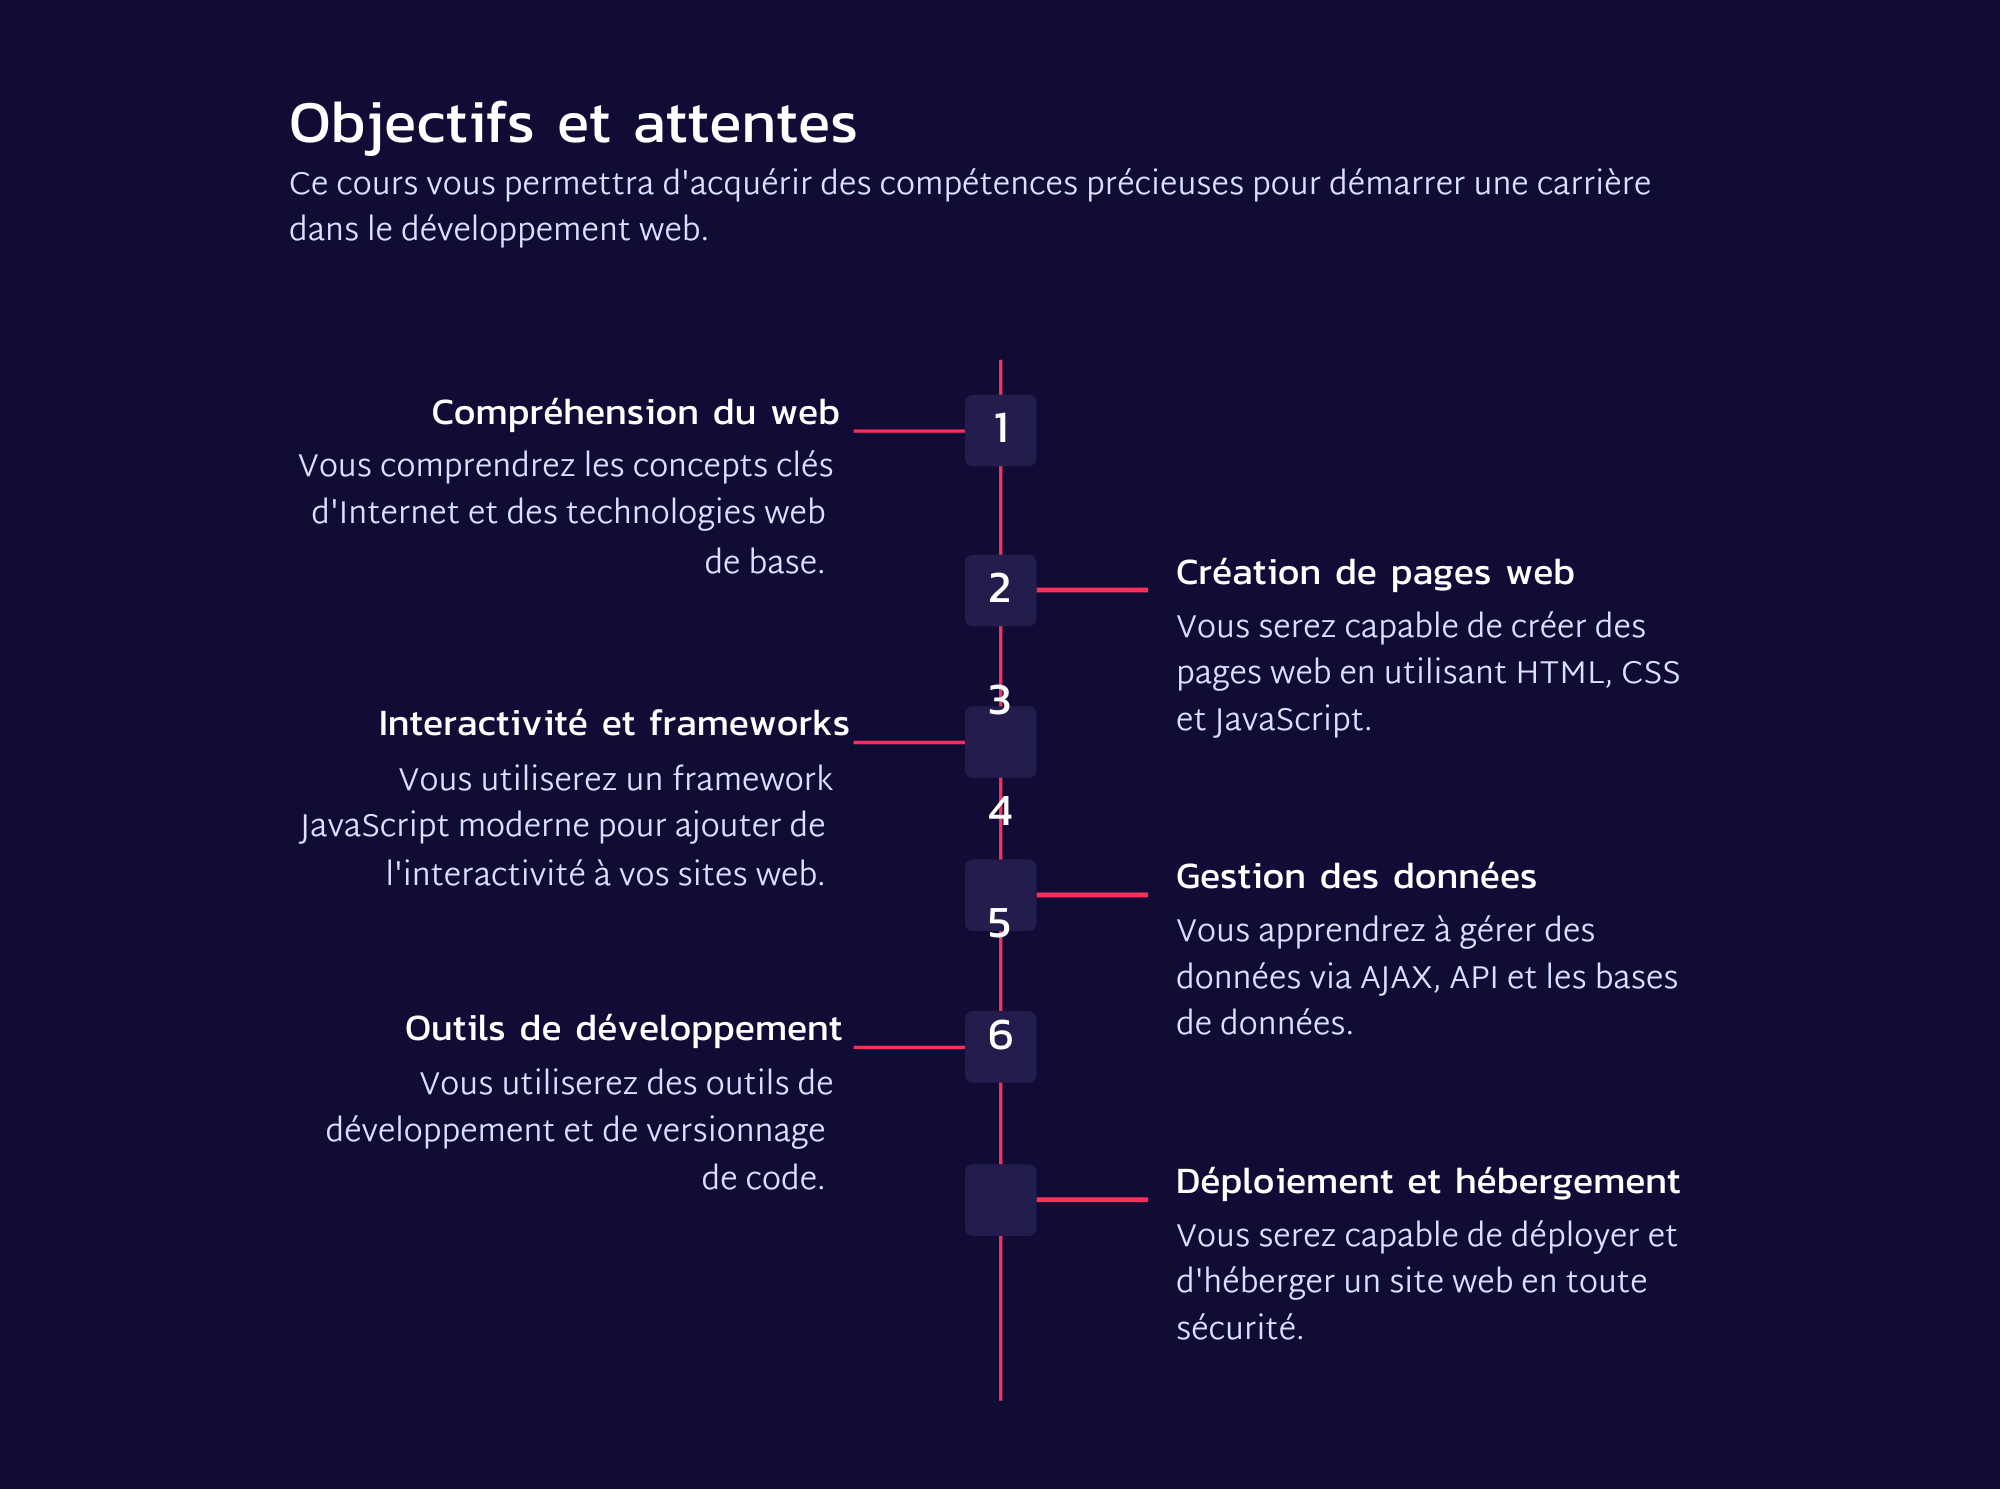 Objectifs et attentes
Ce cours vous permettra d'acquérir des compétences précieuses pour démarrer une carrière
dans le développement web.
1
Compréhension du web
Vous comprendrez les concepts clés
d'Internet et des technologies web
de base.
2
Création de pages web
Vous serez capable de créer des
pages web en utilisant HTML, CSS
et JavaScript.
3
Interactivité et frameworks
Vous utiliserez un framework
JavaScript moderne pour ajouter de
l'interactivité à vos sites web.
4
Gestion des données
Vous apprendrez à gérer des
données via AJAX, API et les bases
de données.
5
Outils de développement
Vous utiliserez des outils de
développement et de versionnage
de code.
6
Déploiement et hébergement
Vous serez capable de déployer et
d'héberger un site web en toute
sécurité.